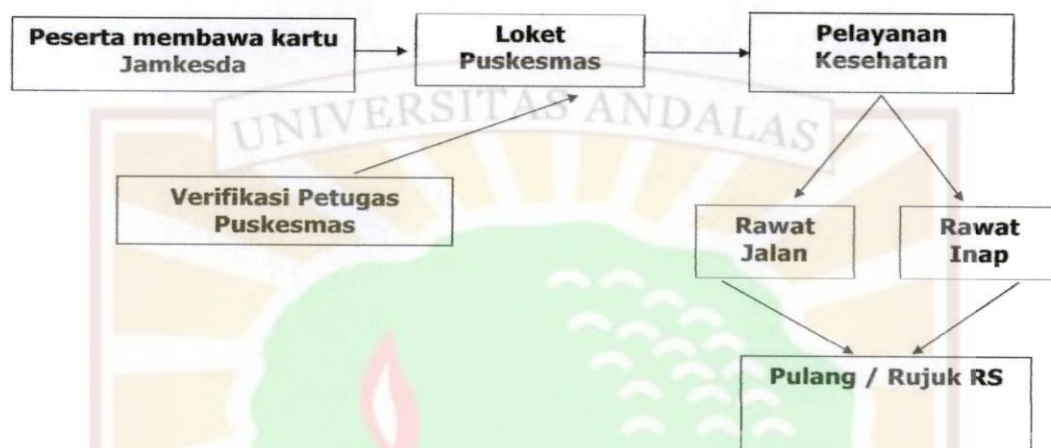 Peserta membawa kartu
Jamkesda
Loket
Puskesmas
Pelayanan
Kesehatan
UNIVERSITAS ANDALAS
Verifikasi Petugas
Puskesmas
Rawat
Jalan
Rawat
Inap
Pulang / Rujuk RS